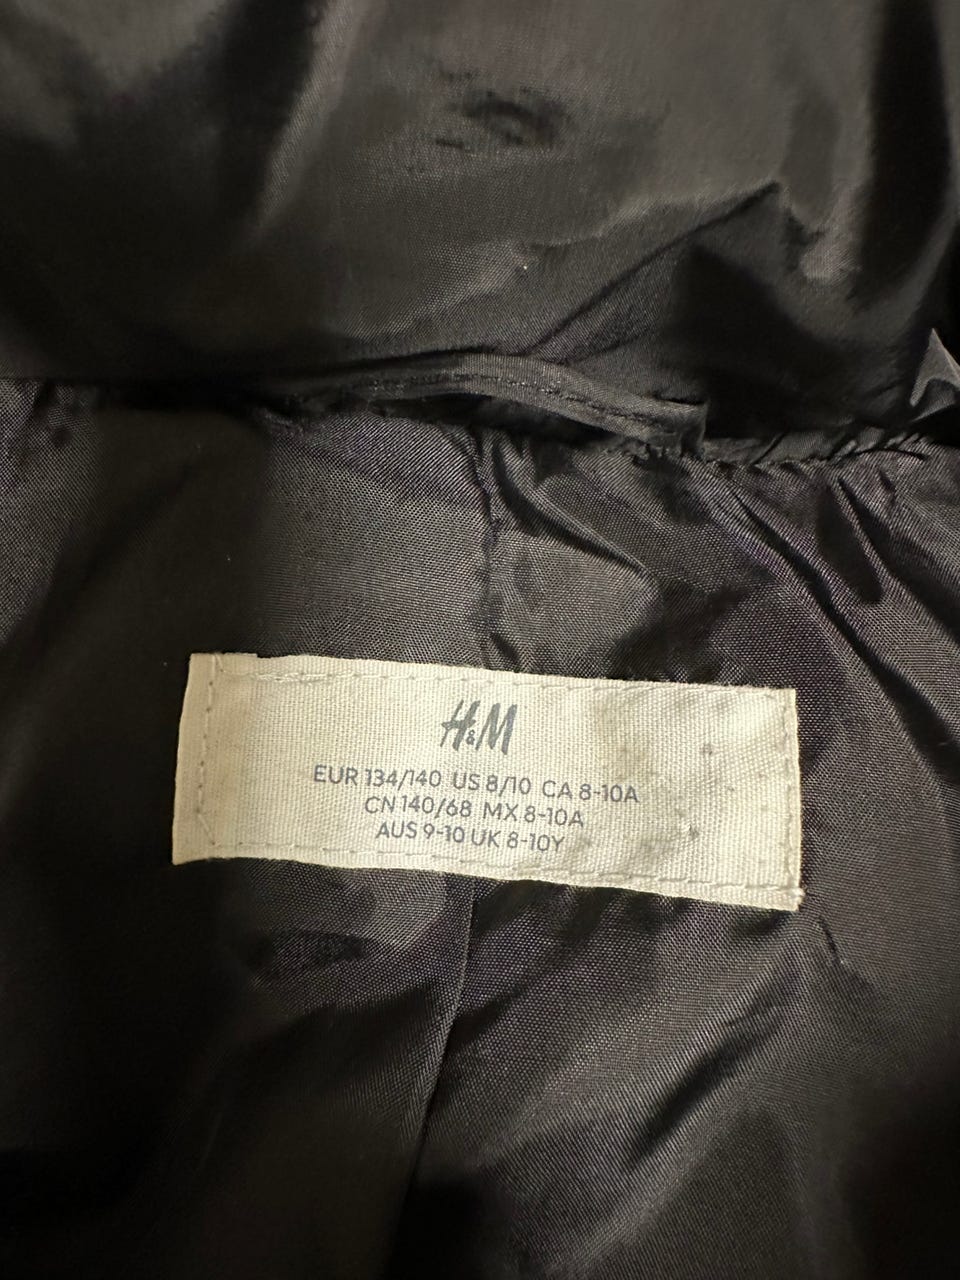 H&M
EUR 134/140 US 8/10 CA 8-10A
CN 140/68 MX 8-10A
AUS 9-10 UK 8-10Y